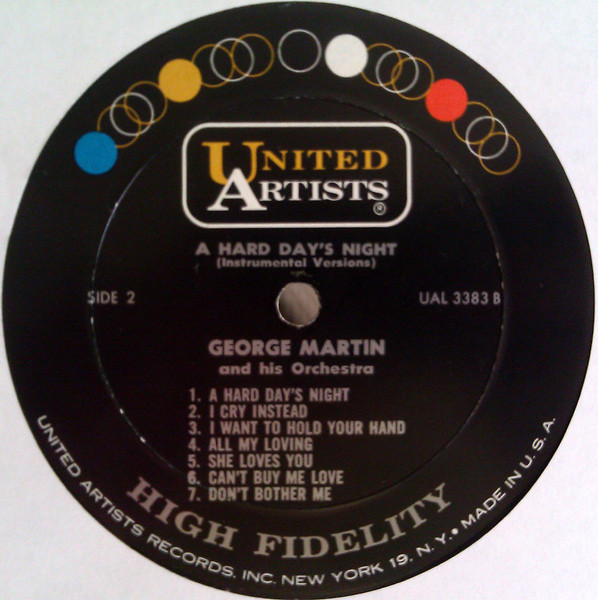 UNITED
ARTISTS
®
A HARD DAY'S NIGHT
(Instrumental Versions)
SIDE 2
UAL 3383 B
GEORGE MARTIN
and his Orchestra
1. A HARD DAY'S NIGHT
2. I CRY INSTEAD
3. I WANT TO HOLD YOUR HAND
4. ALL MY LOVING
5. SHE LOVES YOU
6. CAN'T BUY ME LOVE
7. DON'T BOTHER ME
HIGH FIDELITY
UNITED ARTISTS RECORDS, INC. NEW YORK 19, N. Y. • MADE IN U. S. A.